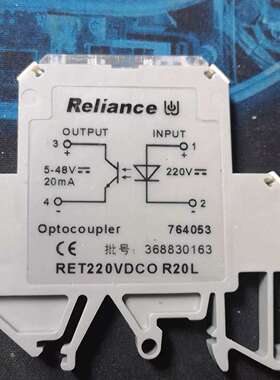 Reliance
OUTPUT INPUT
3 1
+ +
5-48V 220V
20mA
4 - - 2
Optocoupler 764053
CE 批号: 368830163
RET220VDCO R20L